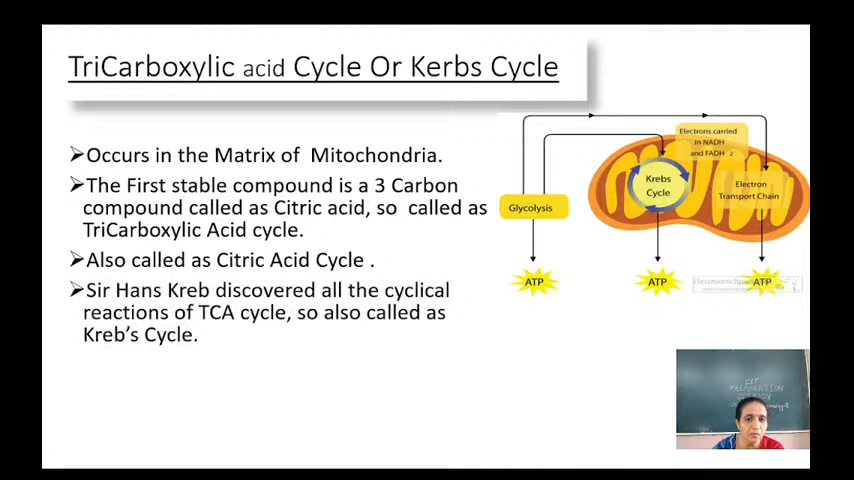 TriCarboxylic acid Cycle Or Kerbs Cycle
➢Occurs in the Matrix of Mitochondria.
➢The First stable compound is a 3 Carbon
compound called as Citric acid, so called as
TriCarboxylic Acid cycle.
➢Also called as Citric Acid Cycle .
➢Sir Hans Kreb discovered all the cyclical
reactions of TCA cycle, so also called as
Kreb’s Cycle.
Electrons carried
in NADH
and FADH 2
Krebs
Cycle
Electron
Transport Chain
Glycolysis
ATP
ATP
ATP
CET
PREPARATION
SESSION